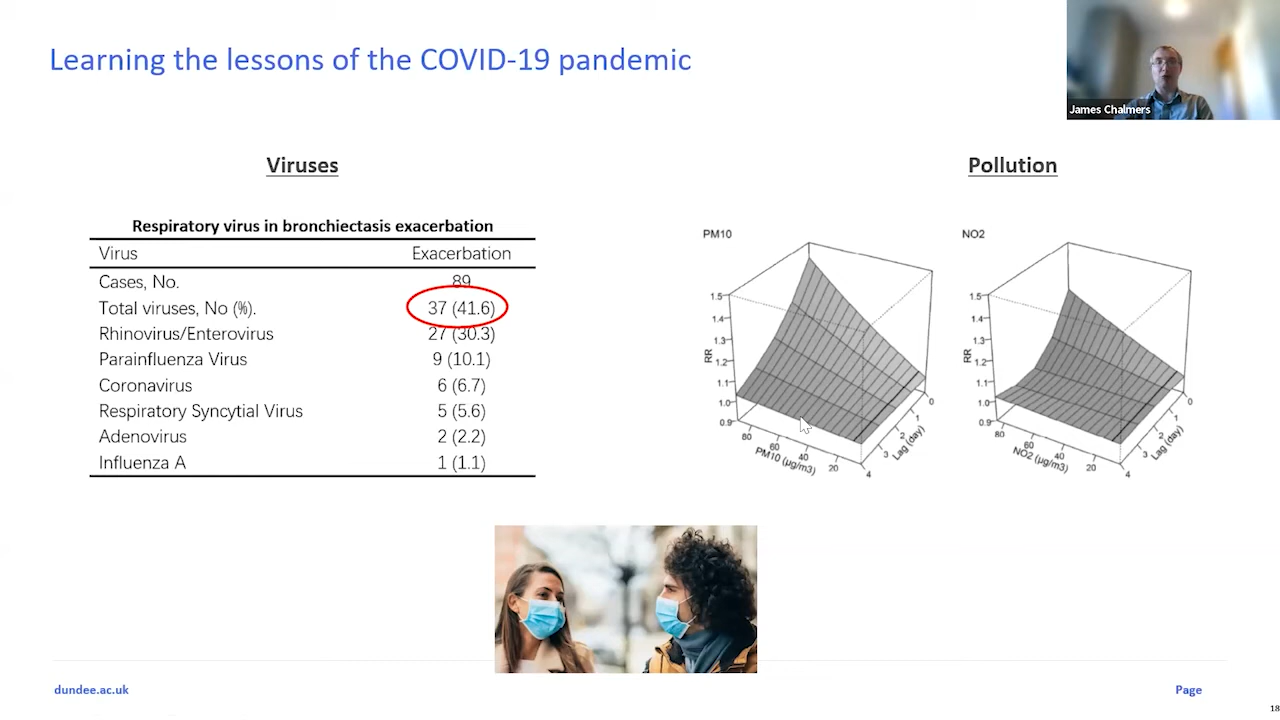 Learning the lessons of the COVID-19 pandemic
James Chalmers
Viruses
Respiratory virus in bronchiectasis exacerbation
Virus Exacerbation
Cases, No. 89
Total viruses, No (%). 37 (41.6)
Rhinovirus/Enterovirus 27 (30.3)
Parainfluenza Virus 9 (10.1)
Coronavirus 6 (6.7)
Respiratory Syncytial Virus 5 (5.6)
Adenovirus 2 (2.2)
Influenza A 1 (1.1)
Pollution
PM10
1.5
1.4
1.3
1.2
1.1
1.0
0.9
RR
80
60
40
20
PM10 (µg/m3)
0
1
2
3
4
Lag (day)
NO2
1.5
1.4
1.3
1.2
1.1
1.0
0.9
RR
80
60
40
20
NO2 (µg/m3)
0
1
2
3
4
Lag (day)
dundee.ac.uk
Page
18